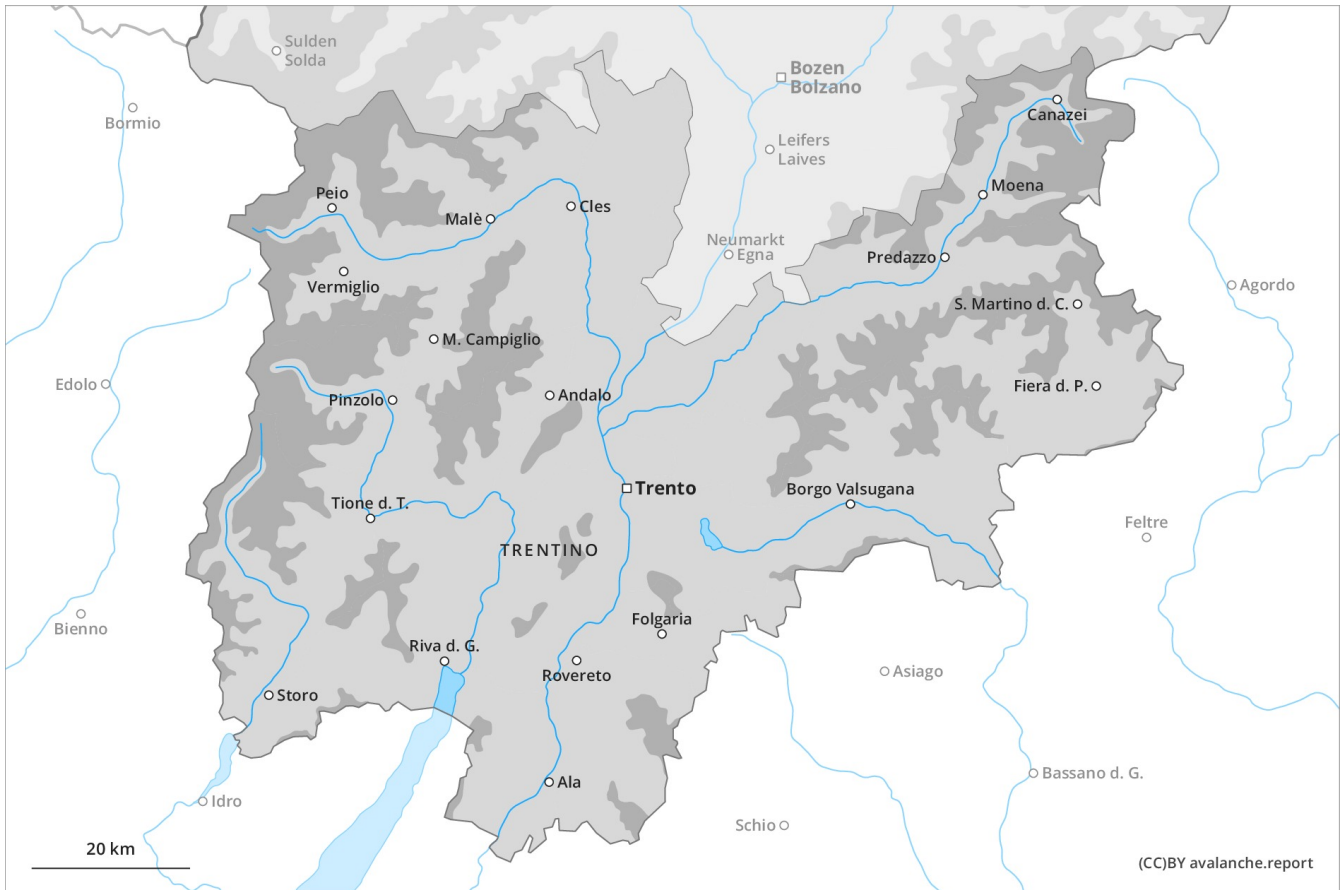 Sulden
Solda
Bozen
Bolzano
Bormio
Canazei
Leifers
Laives
Moena
Peio
Malè
Cles
Neumarkt
Egna
Predazzo
Vermiglio
Agordo
S. Martino d. C.
M. Campiglio
Edolo
Fiera d. P.
Pinzolo
Andalo
Trento
Borgo Valsugana
Tione d. T.
Feltre
TRENTINO
Bienno
Folgaria
Riva d. G.
Rovereto
Asiago
Storo
Bassano d. G.
Ala
Idro
Schio
20 km
(CC)BY avalanche.report